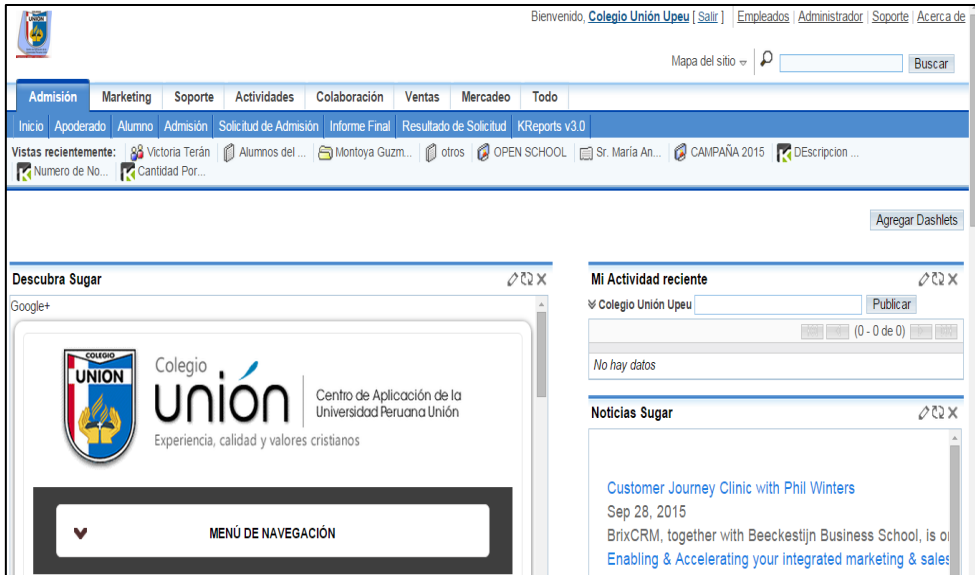 Bienvenido, Colegio Unión Upeu [ Salir ] | Empleados | Administrador | Soporte | Acerca de
Mapa del sitio
Buscar
Admisión Marketing Soporte Actividades Colaboración Ventas Mercadeo Todo
Inicio Apoderado Alumno Admisión Solicitud de Admisión Informe Final Resultado de Solicitud KReports v3.0
Vistas recientemente: Victoria Terán Alumnos del ... Montoya Guzm... otros OPEN SCHOOL Sr. María An... CAMPAÑA 2015 DEscripcion ...
Numero de No... Cantidad Por...
Agregar Dashlets
Descubra Sugar
Google+
COLEGIO
UNION
Colegio
unión
Experiencia, calidad y valores cristianos
Centro de Aplicación de la
Universidad Peruana Unión
MENÚ DE NAVEGACIÓN
Mi Actividad reciente
Colegio Unión Upeu Publicar
(0 - 0 de 0)
No hay datos
Noticias Sugar
Customer Journey Clinic with Phil Winters
Sep 28, 2015
BrixCRM, together with Beeckestijn Business School, is
Enabling & Accelerating your integrated marketing & sales